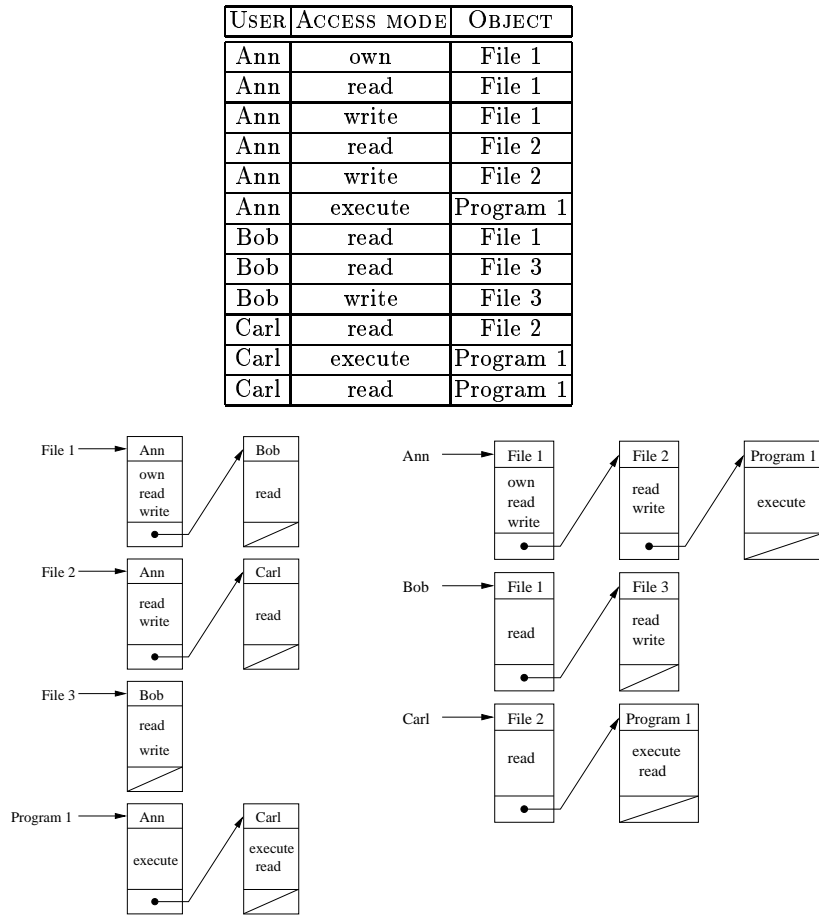 USER ACCESS MODE OBJECT
Ann own File 1
Ann read File 1
Ann write File 1
Ann read File 2
Ann write File 2
Ann execute Program 1
Bob read File 1
Bob read File 3
Bob write File 3
Carl read File 2
Carl execute Program 1
Carl read Program 1
File 1 Ann Bob
own
read read
write
File 2 Ann Carl
read read
write
File 3 Bob
read
write
Program 1 Ann Carl
execute execute
read
Ann File 1 File 2 Program 1
own read execute
read write
write
Bob File 1 File 3
read read
write
Carl File 2 Program 1
read execute
read